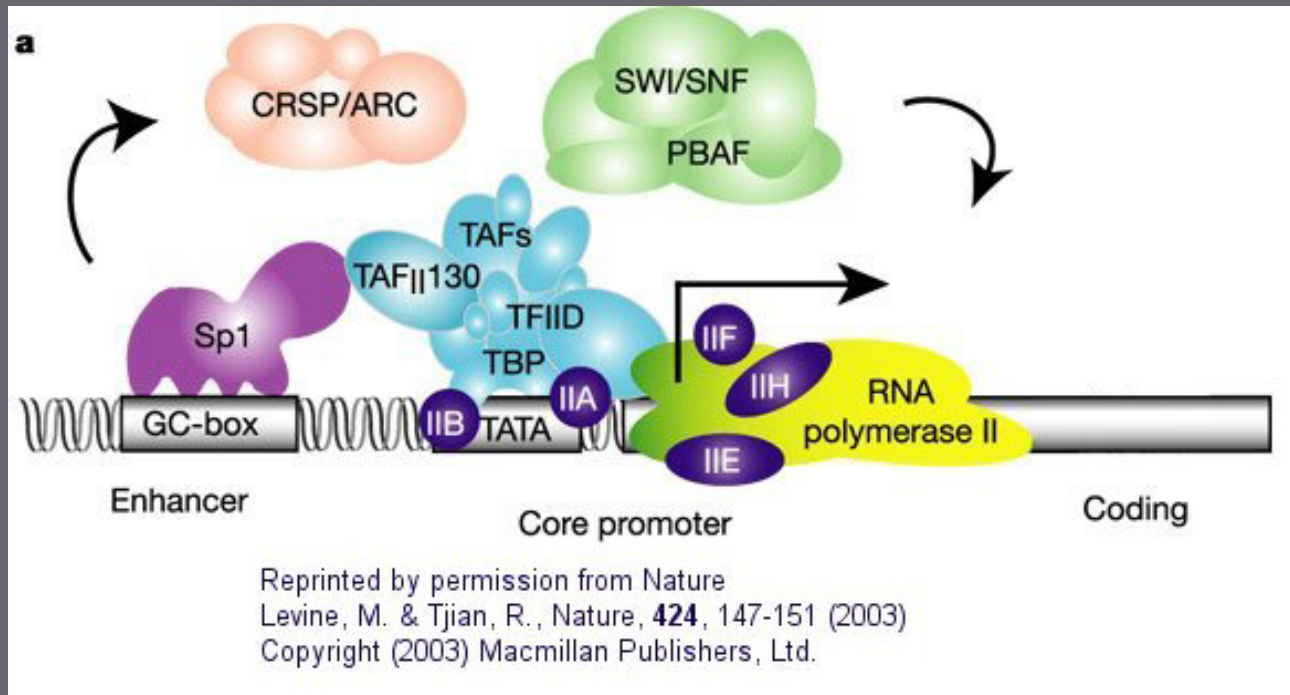 a
CRSP/ARC
SWI/SNF
PBAF
TAFs
TAFII130
Sp1
TFIID
TBP
IIF
IIH
IIA
IIB
TATA
GC-box
RNA
polymerase II
IIE
Enhancer
Core promoter
Coding
Reprinted by permission from Nature
Levine, M. & Tjian, R., Nature, 424, 147-151 (2003)
Copyright (2003) Macmillan Publishers, Ltd.